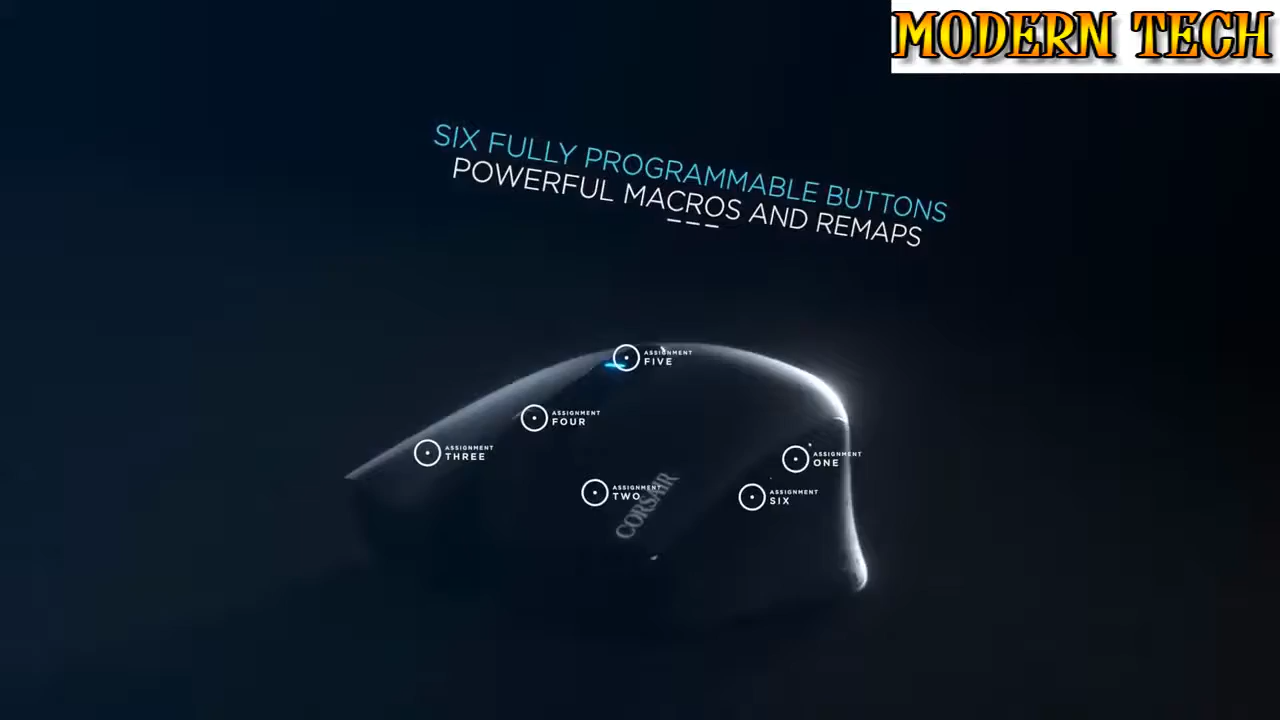 MODERN TECH
SIX FULLY PROGRAMMABLE BUTTONS
POWERFUL MACROS AND REMAPS
ASSIGNMENT
FIVE
ASSIGNMENT
FOUR
ASSIGNMENT
THREE
ASSIGNMENT
ONE
ASSIGNMENT
TWO
ASSIGNMENT
SIX
CORSAIR